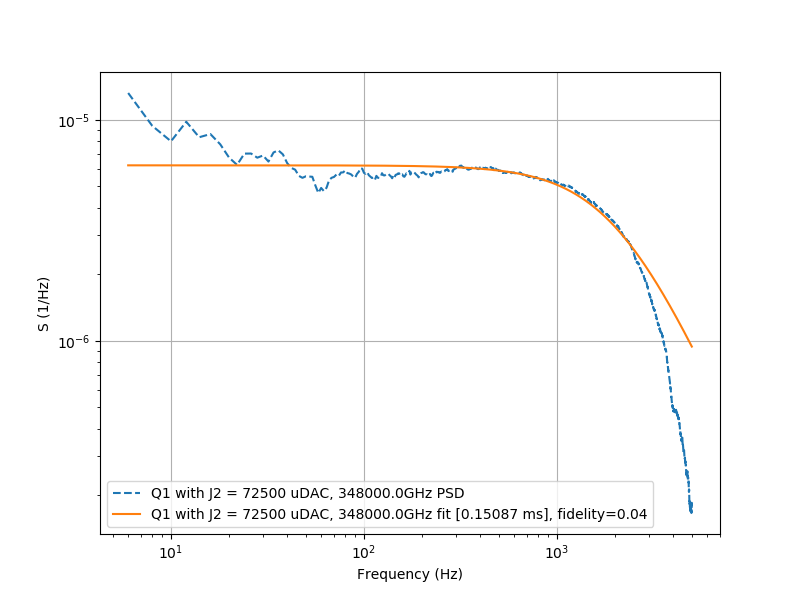 10⁻⁵
10⁻⁶
S (1/Hz)
Q1 with J2 = 72500 uDAC, 348000.0GHz PSD
Q1 with J2 = 72500 uDAC, 348000.0GHz fit [0.15087 ms], fidelity=0.04
10¹ 10² 10³
Frequency (Hz)